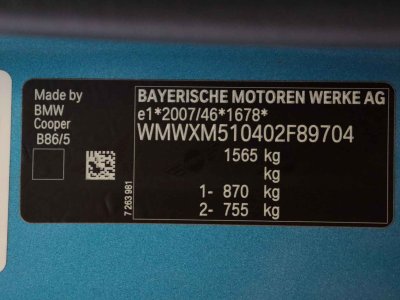 Made by
BMW
Cooper
B86/5
BAYERISCHE MOTOREN WERKE AG
e1*2007/46*1678*
WMWXM510402F89704
1565 kg
kg
1- 870 kg
2- 755 kg
7 263 981